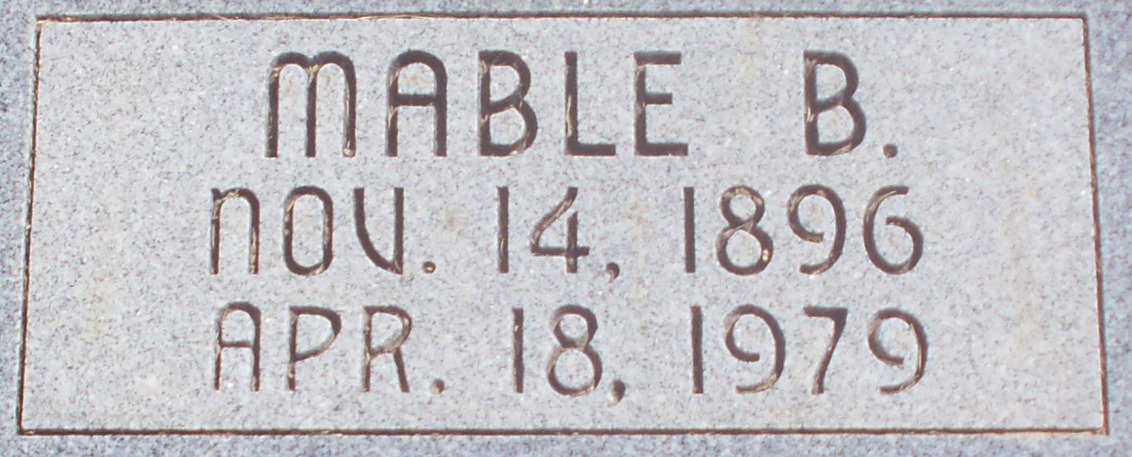 MABLE B.
NOV. 14, 1896
APR. 18, 1979